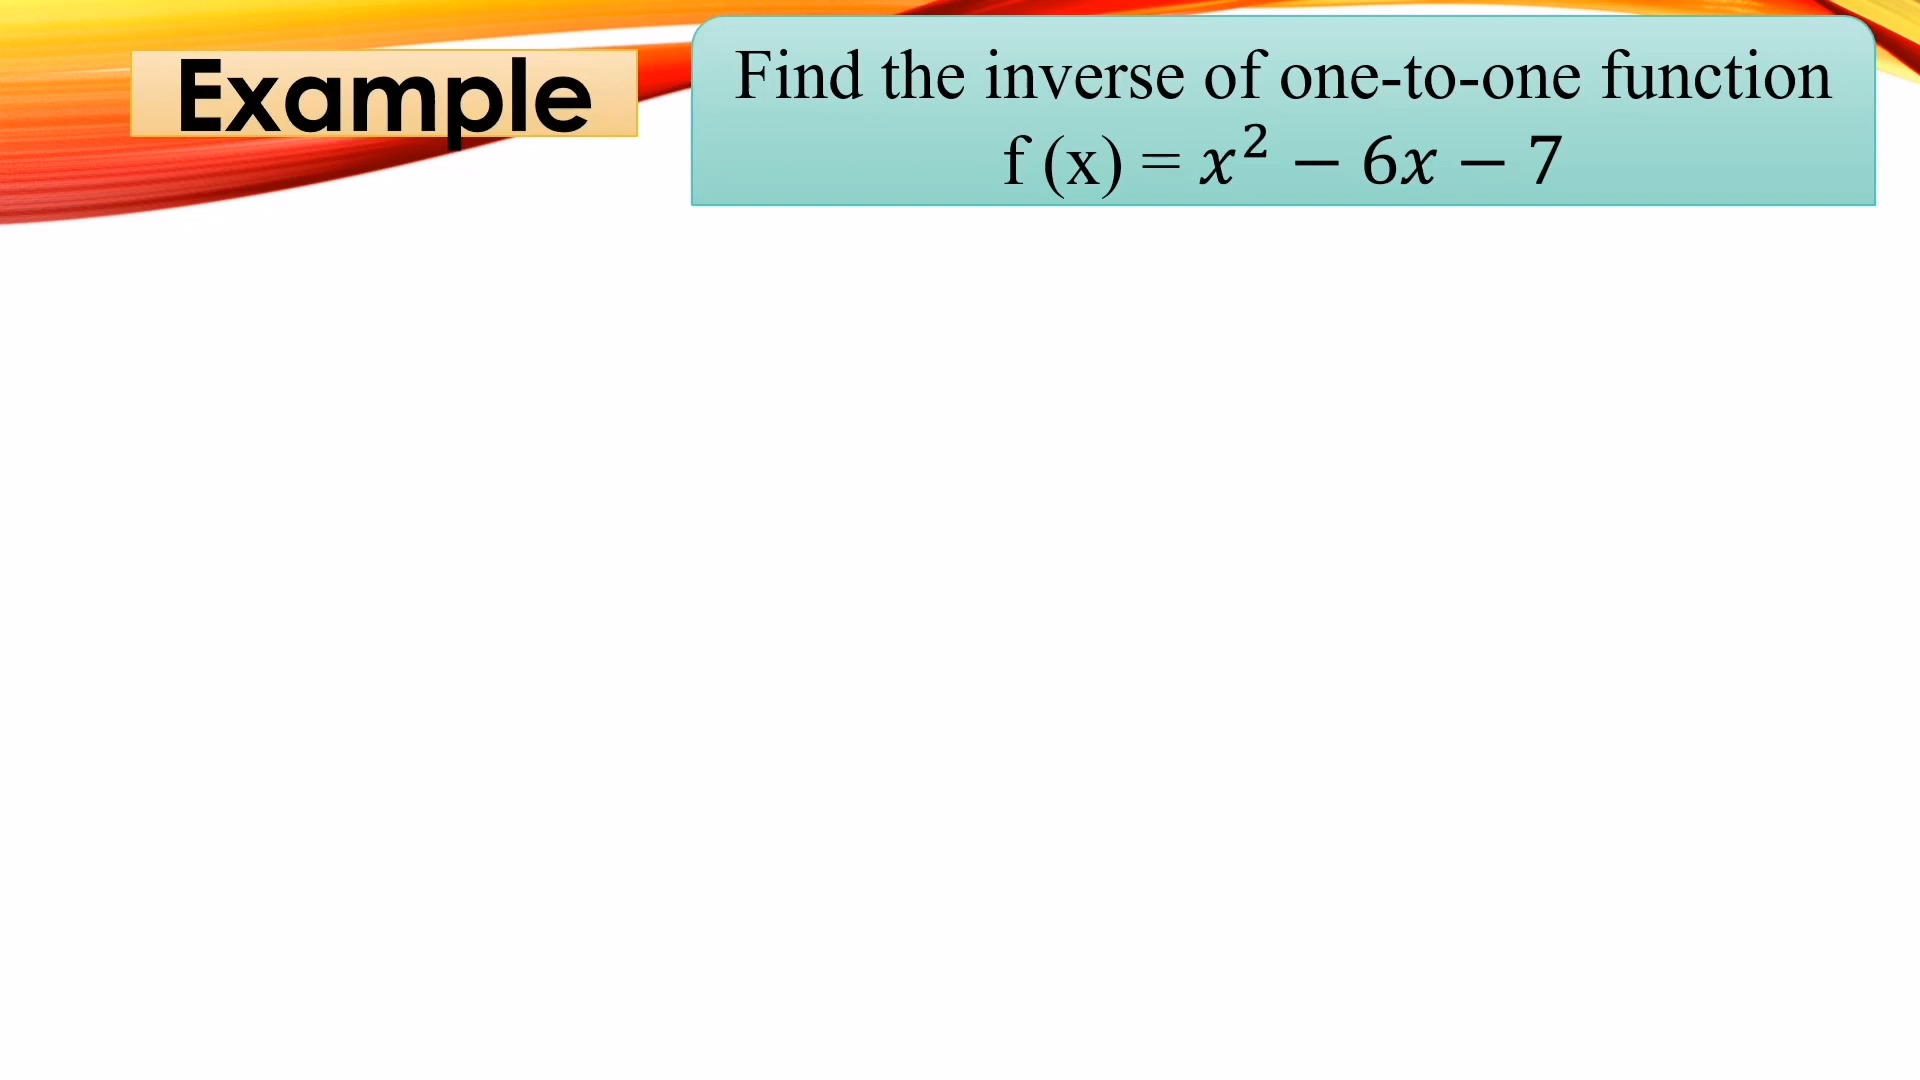 Example
Find the inverse of one-to-one function
f (x) = 𝑥² − 6𝑥 − 7